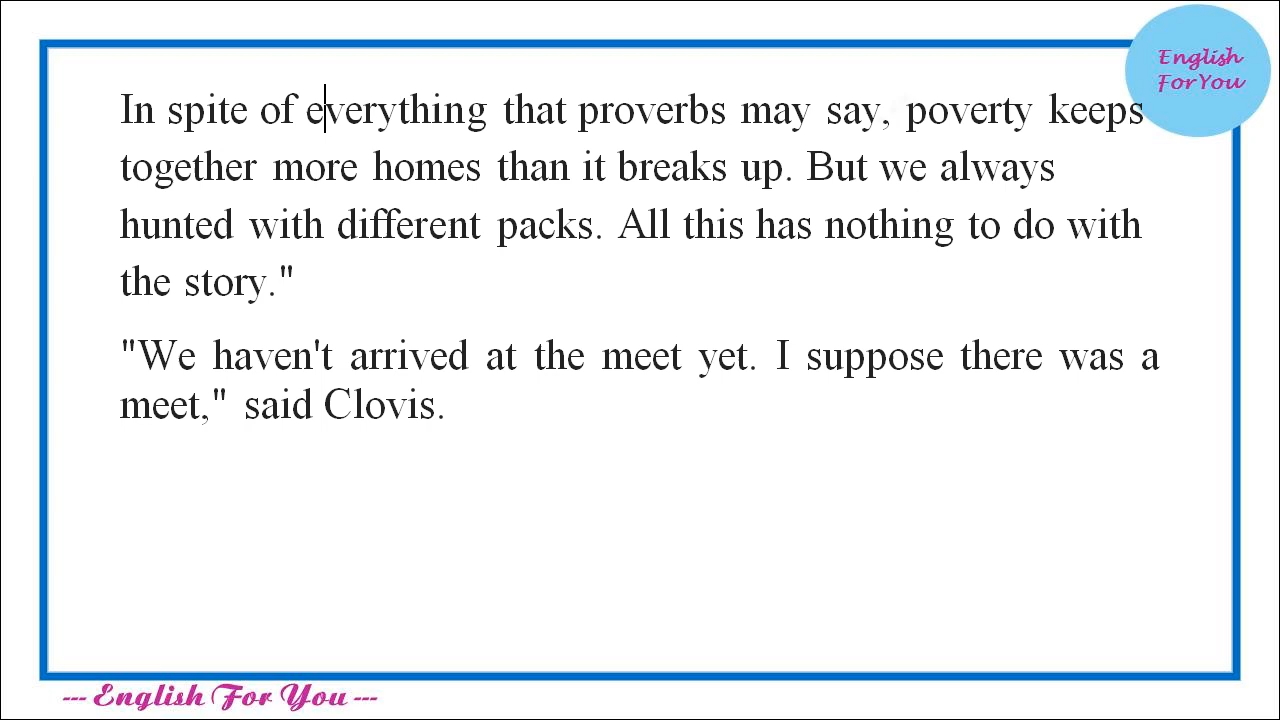 English
ForYou
In spite of everything that proverbs may say, poverty keeps
together more homes than it breaks up. But we always
hunted with different packs. All this has nothing to do with
the story."
"We haven't arrived at the meet yet. I suppose there was a
meet," said Clovis.
--- English For You ---